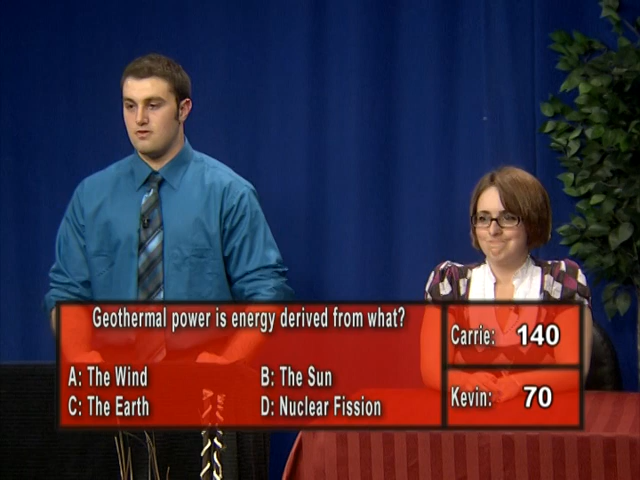 Geothermal power is energy derived from what?
A: The Wind
B: The Sun
C: The Earth
D: Nuclear Fission
Carrie: 140
Kevin: 70